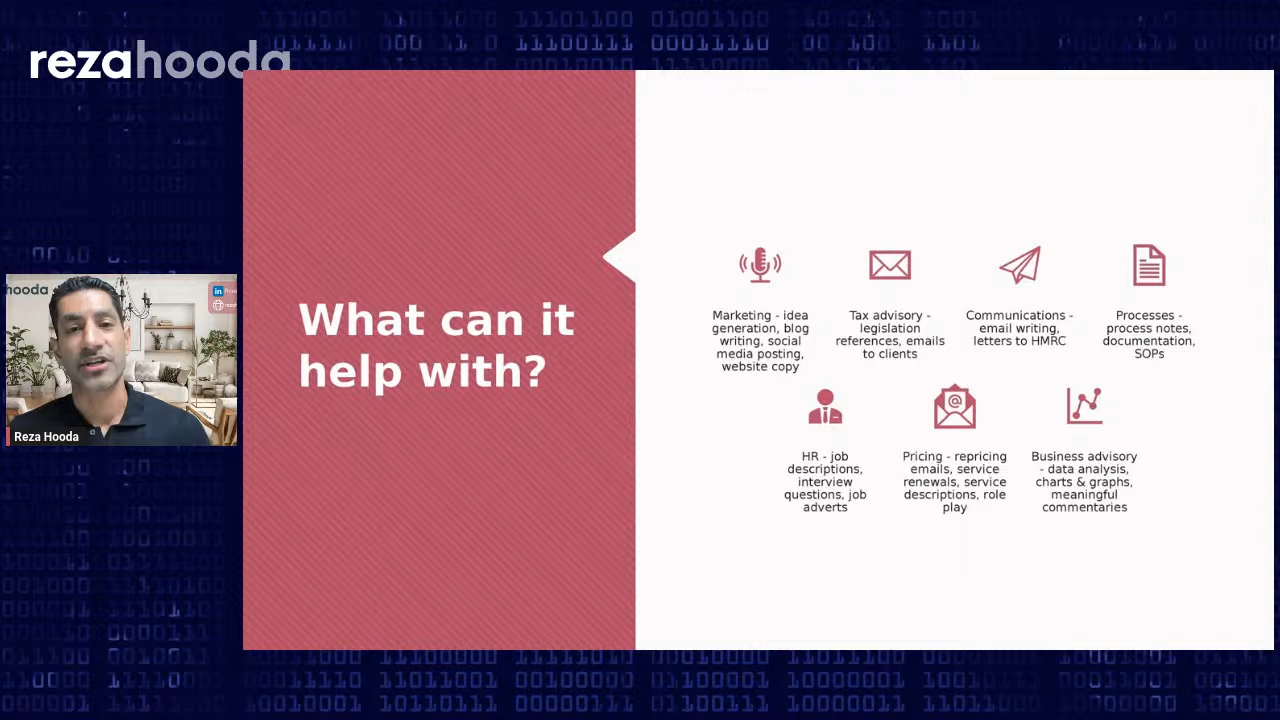 rezahooda
What can it
help with?
Marketing - idea
generation, blog
writing, social
media posting,
website copy
Tax advisory -
legislation
references, emails
to clients
Communications -
email writing,
letters to HMRC
Processes -
process notes,
documentation,
SOPs
HR - job
descriptions,
interview
questions, job
adverts
Pricing - repricing
emails, service
renewals, service
descriptions, role
play
Business advisory
- data analysis,
charts & graphs,
meaningful
commentaries
hooda
in
Reza Hooda